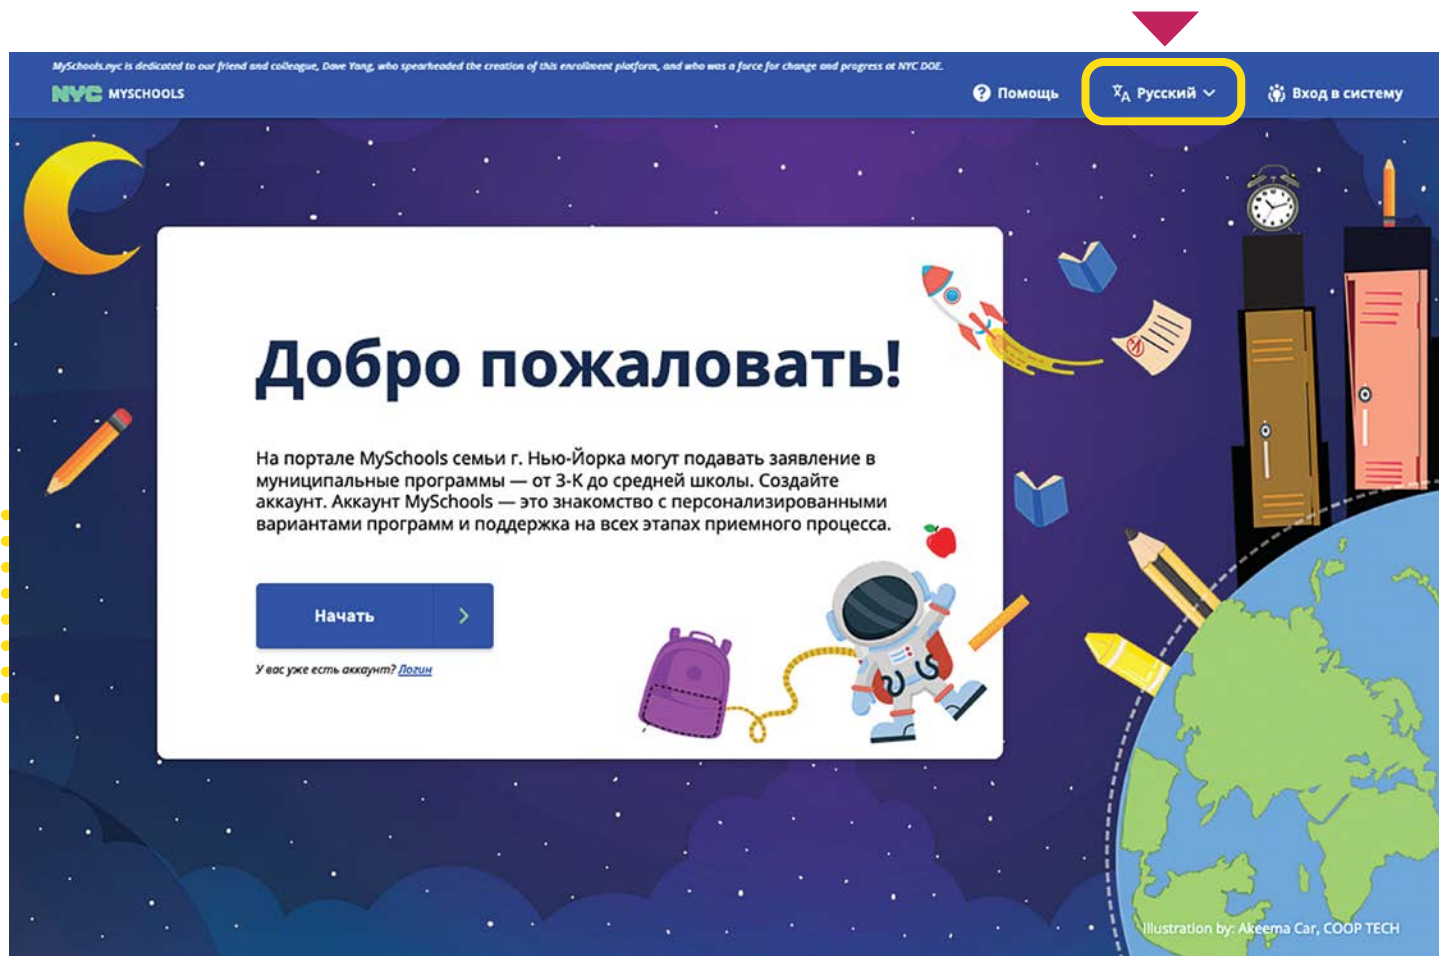 MySchools.nyc is dedicated to our friend and colleague, Dave Yang, who spearheaded the creation of this enrollment platform, and who was a force for change and progress at NYC DOE.
NYC MYSCHOOLS
Помощь
Русский
Вход в систему
Добро пожаловать!
На портале MySchools семьи г. Нью-Йорка могут подавать заявление в
муниципальные программы — от 3-K до средней школы. Создайте
аккаунт. Аккаунт MySchools — это знакомство с персонализированными
вариантами программ и поддержка на всех этапах приемного процесса.
Начать
У вас уже есть аккаунт? Логин
Illustration by: Akeema Car, COOP TECH